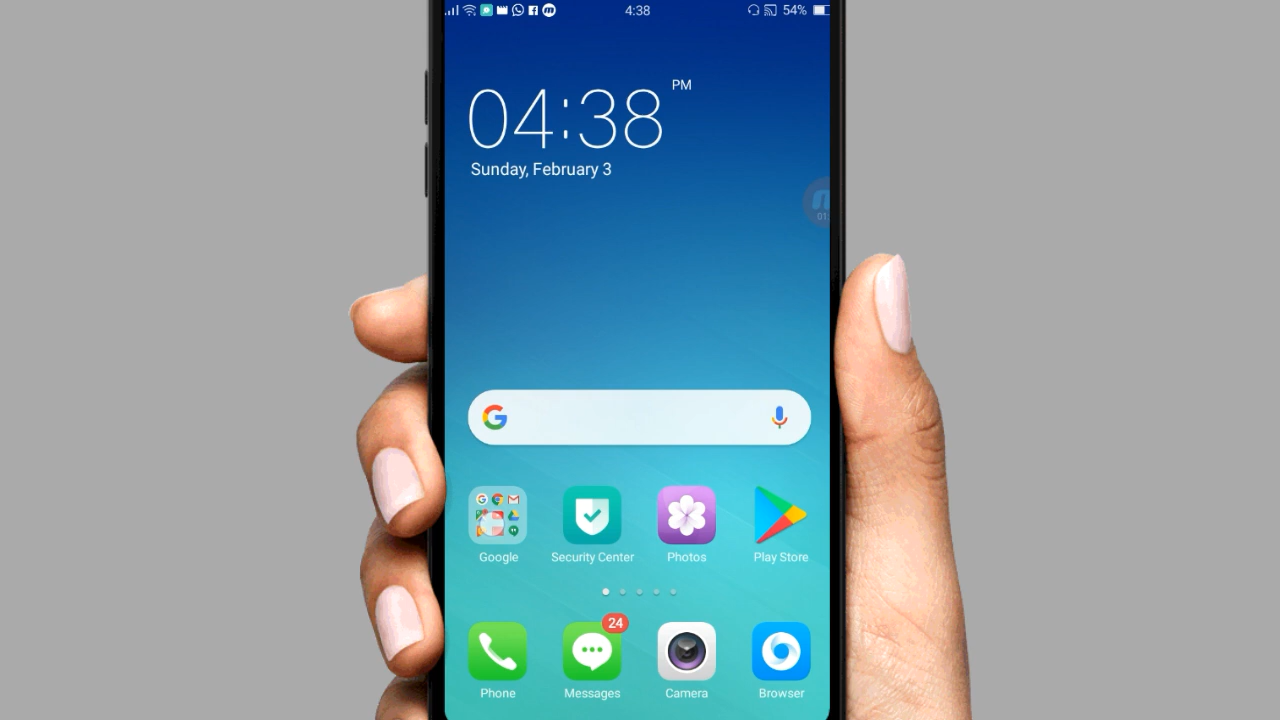 4:38
54%
04:38 PM
Sunday, February 3
01:
Google
Security Center
Photos
Play Store
24
Phone
Messages
Camera
Browser